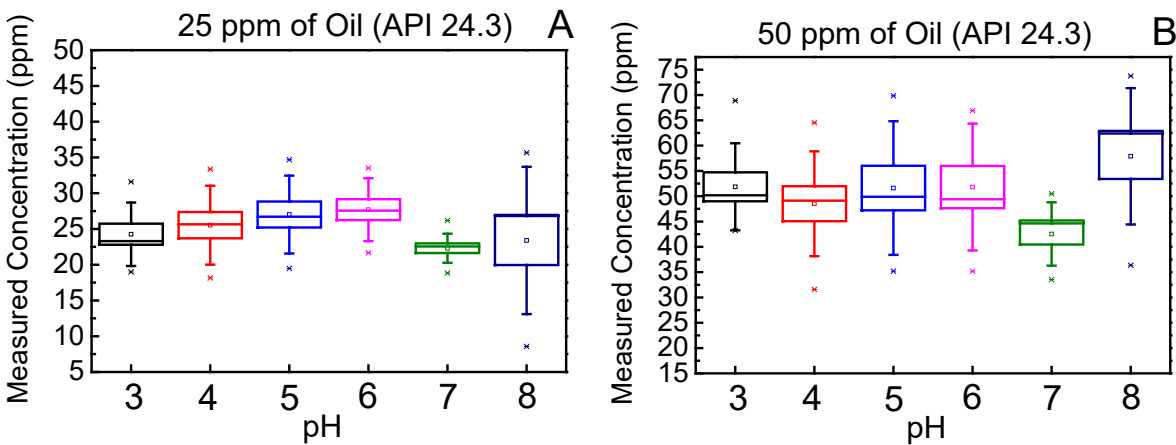 25 ppm of Oil (API 24.3) A
Measured Concentration (ppm)
50
45
40
35
30
25
20
15
10
5
3 4 5 6 7 8
pH
50 ppm of Oil (API 24.3) B
Measured Concentration (ppm)
75
70
65
60
55
50
45
40
35
30
25
20
15
3 4 5 6 7 8
pH